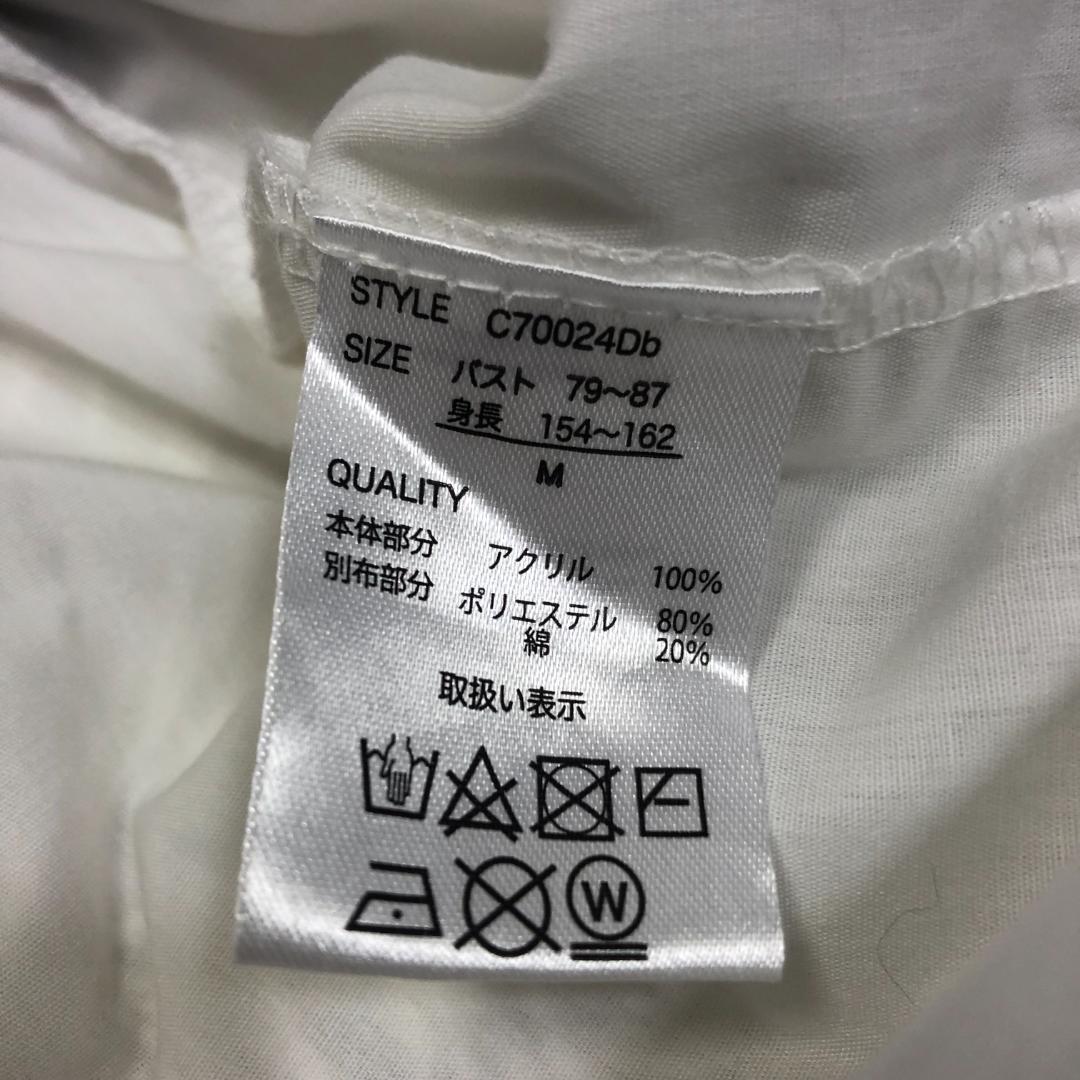 STYLE C70024Db
SIZE バスト 79〜87
身長 154〜162
M
QUALITY
本体部分 アクリル 100%
別布部分 ポリエステル 80%
綿 20%
取扱い表示
W